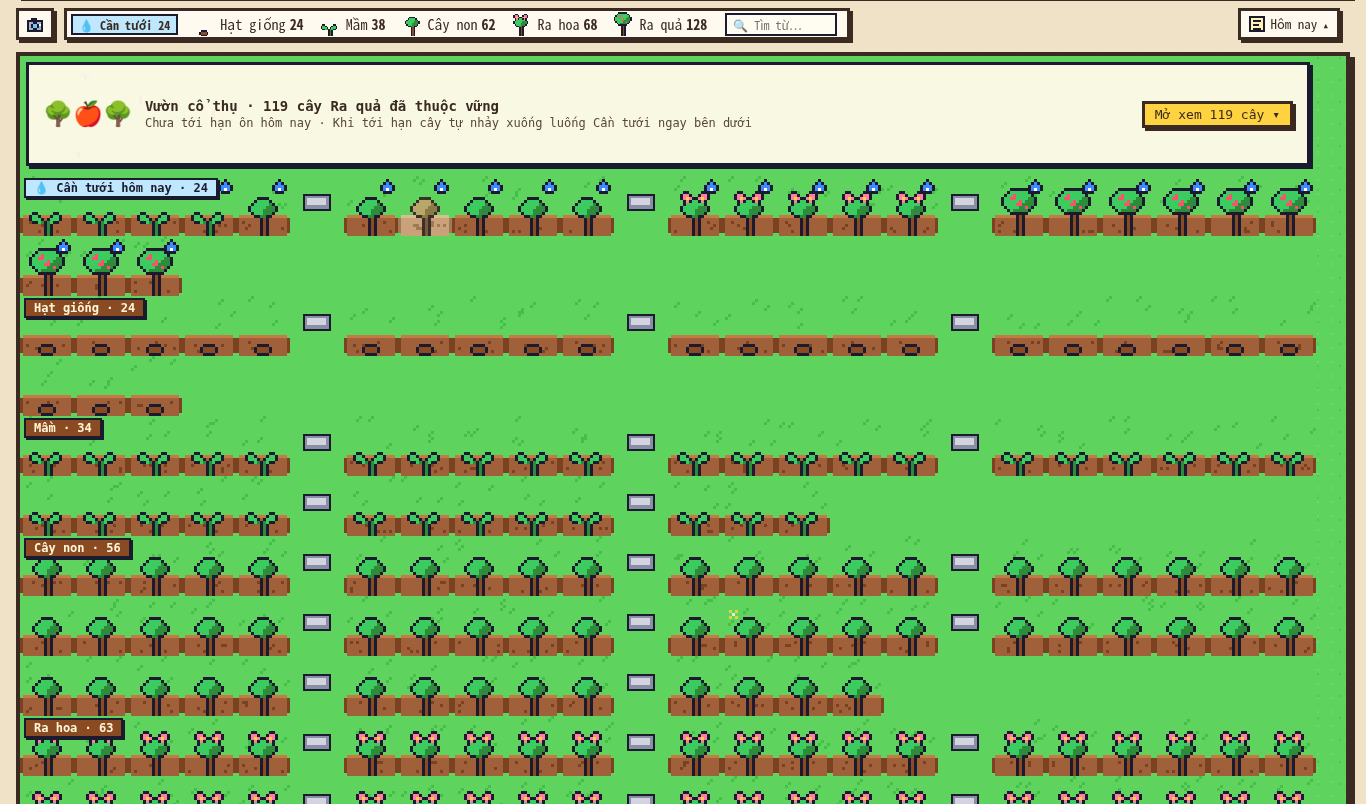 Cần tưới 24
Hạt giống 24
Mầm 38
Cây non 62
Ra hoa 68
Ra quả 128
Tìm từ...
Hôm nay ▴
Vườn cổ thụ · 119 cây Ra quả đã thuộc vững
Chưa tới hạn ôn hôm nay · Khi tới hạn cây tự nhảy xuống luống Cần tưới ngay bên dưới
Mở xem 119 cây ▾
Cần tưới hôm nay · 24
Hạt giống · 24
Mầm · 34
Cây non · 56
Ra hoa · 63